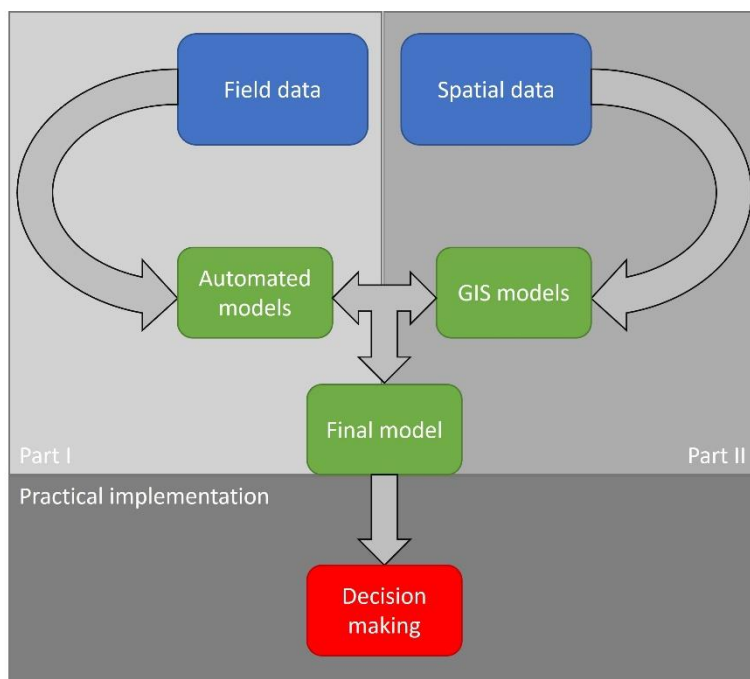 Field data
Spatial data
Automated
models
GIS models
Final model
Part I
Part II
Practical implementation
Decision
making